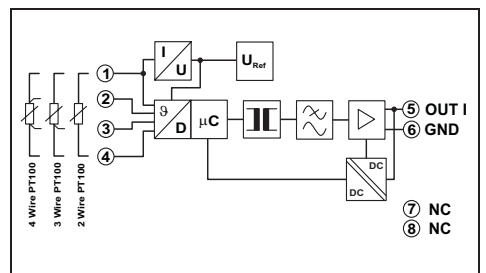 I
U
U Ref
1
2
3
4
ϑ
D
μC
5 OUT I
6 GND
DC
DC
7 NC
8 NC
4 Wire PT100
3 Wire PT100
2 Wire PT100